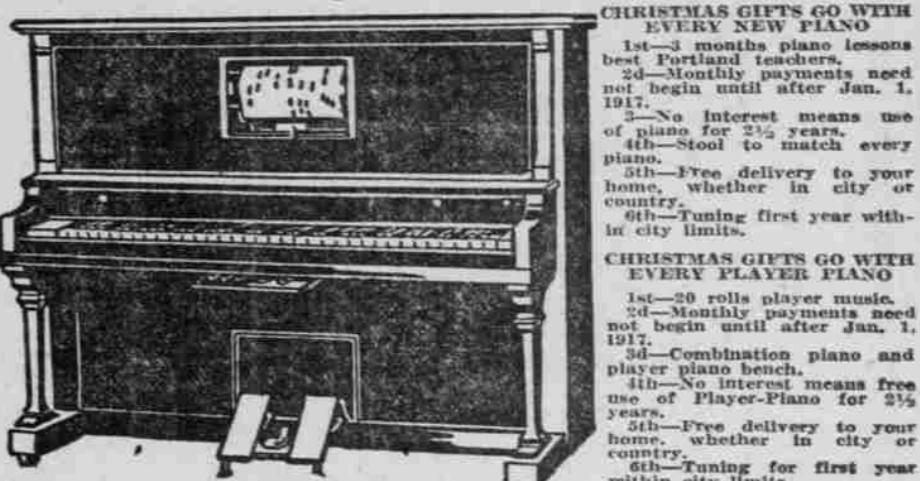 CHRISTMAS GIFTS GO WITH
EVERY NEW PIANO
1st—3 months piano lessons
best Portland teachers.
2d—Monthly payments need
not begin until after Jan. 1,
1917.
3—No interest means use
of piano for 2½ years.
4th—Stool to match every
piano.
5th—Free delivery to your
home, whether in city or
country.
6th—Tuning first year with-
in city limits.
CHRISTMAS GIFTS GO WITH
EVERY PLAYER PIANO
1st—20 rolls player music.
2d—Monthly payments need
not begin until after Jan. 1,
1917.
3d—Combination piano and
player piano bench.
4th—No interest means free
use of Player-Piano for 2½
years.
5th—Free delivery to your
home, whether in city or
country.
6th—Tuning for first year
within city limits.